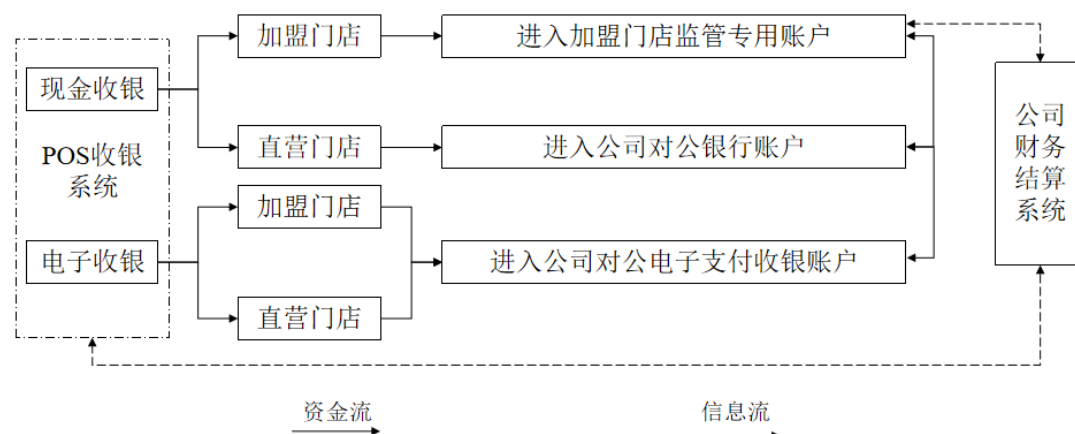 加盟门店
进入加盟门店监管专用账户
现金收银
POS收银
系统
直营门店
进入公司对公银行账户
公司
财务
结算
系统
加盟门店
电子收银
进入公司对公电子支付收银账户
直营门店
资金流
信息流